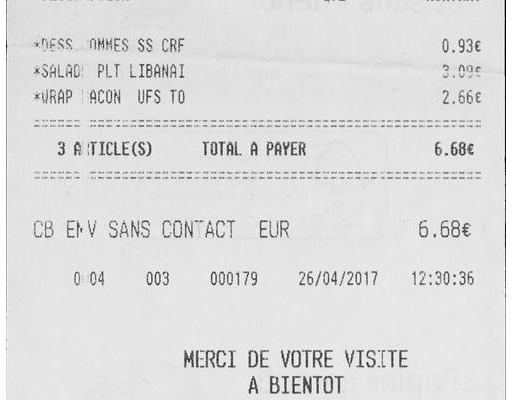 *DESS. OMMES SS CRF 0.93€
*SALAD PLT LIBANAI 3.09€
*WRAP ACON UFS TO 2.66€
3 A TICLE(S) TOTAL A PAYER 6.68€
CB EMV SANS CONTACT EUR 6.68€
0 04 003 000179 26/04/2017 12:30:36
MERCI DE VOTRE VISITE
A BIENTOT